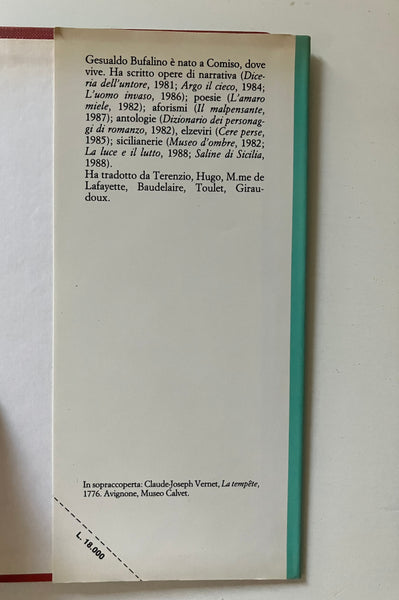 Gesualdo Bufalino è nato a Comiso, dove
vive. Ha scritto opere di narrativa (Dice-
ria dell'untore, 1981; Argo il cieco, 1984;
L'uomo invaso, 1986); poesie (L'amaro
miele, 1982); aforismi (Il malpensante,
1987); antologie (Dizionario dei personag-
gi di romanzo, 1982), elzeviri (Cere perse,
1985); sicilianerie (Museo d'ombre, 1982;
La luce e il lutto, 1988; Saline di Sicilia,
1988).
Ha tradotto da Terenzio, Hugo, M.me de
Lafayette, Baudelaire, Toulet, Girau-
doux.
In sopraccoperta: Claude-Joseph Vernet, La tempête,
1776. Avignone, Museo Calvet.
L. 18.000